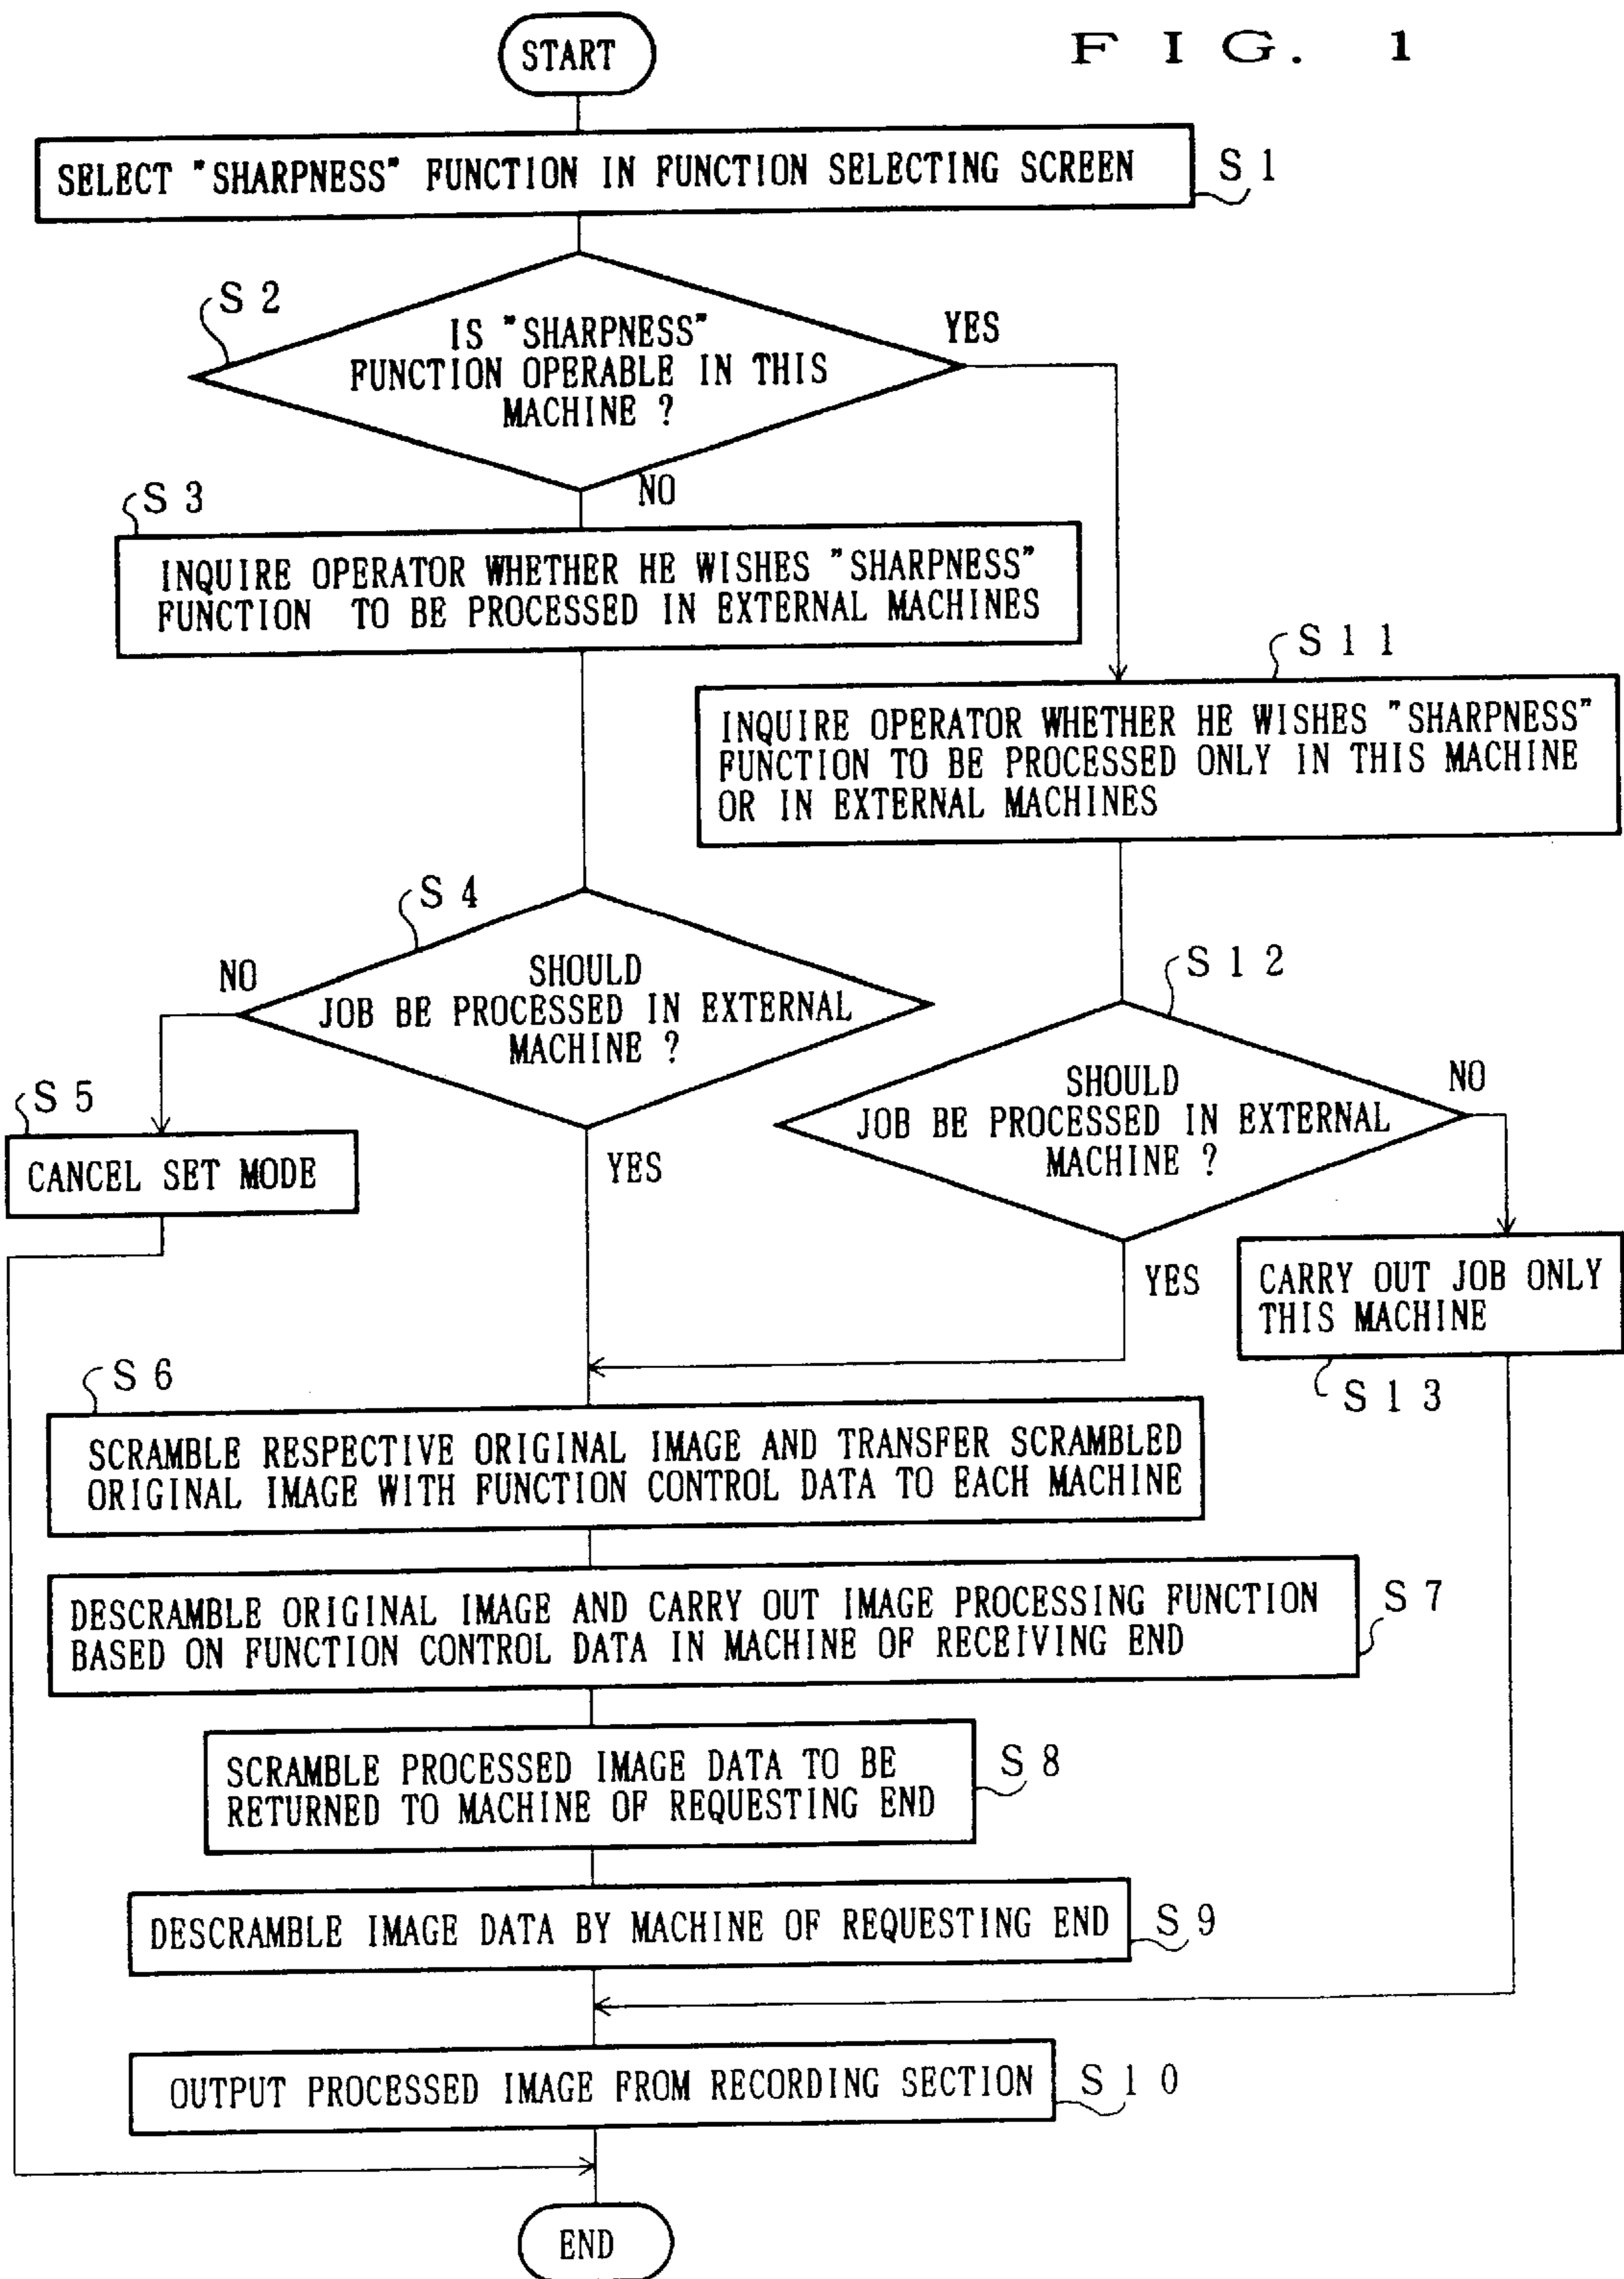 F I G. 1
START
SELECT "SHARPNESS" FUNCTION IN FUNCTION SELECTING SCREEN
S 1
S 2
IS "SHARPNESS"
FUNCTION OPERABLE IN THIS
MACHINE ?
YES
NO
S 3
INQUIRE OPERATOR WHETHER HE WISHES "SHARPNESS"
FUNCTION TO BE PROCESSED IN EXTERNAL MACHINES
S 1 1
INQUIRE OPERATOR WHETHER HE WISHES "SHARPNESS"
FUNCTION TO BE PROCESSED ONLY IN THIS MACHINE
OR IN EXTERNAL MACHINES
S 4
NO
SHOULD
JOB BE PROCESSED IN EXTERNAL
MACHINE ?
YES
S 1 2
SHOULD
JOB BE PROCESSED IN EXTERNAL
MACHINE ?
NO
YES
S 5
CANCEL SET MODE
CARRY OUT JOB ONLY
THIS MACHINE
S 1 3
S 6
SCRAMBLE RESPECTIVE ORIGINAL IMAGE AND TRANSFER SCRAMBLED
ORIGINAL IMAGE WITH FUNCTION CONTROL DATA TO EACH MACHINE
DESCRAMBLE ORIGINAL IMAGE AND CARRY OUT IMAGE PROCESSING FUNCTION
BASED ON FUNCTION CONTROL DATA IN MACHINE OF RECEIVING END
S 7
SCRAMBLE PROCESSED IMAGE DATA TO BE
RETURNED TO MACHINE OF REQUESTING END
S 8
DESCRAMBLE IMAGE DATA BY MACHINE OF REQUESTING END
S 9
OUTPUT PROCESSED IMAGE FROM RECORDING SECTION
S 1 0
END